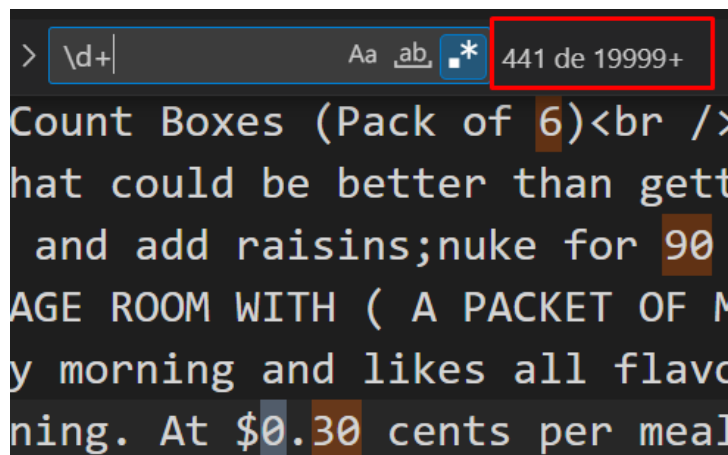 > \d+ Aa ab .* 441 de 19999+
Count Boxes (Pack of 6)<br />
hat could be better than gett
and add raisins;nuke for 90
AGE ROOM WITH ( A PACKET OF M
y morning and likes all flavo
ning. At $0.30 cents per meal